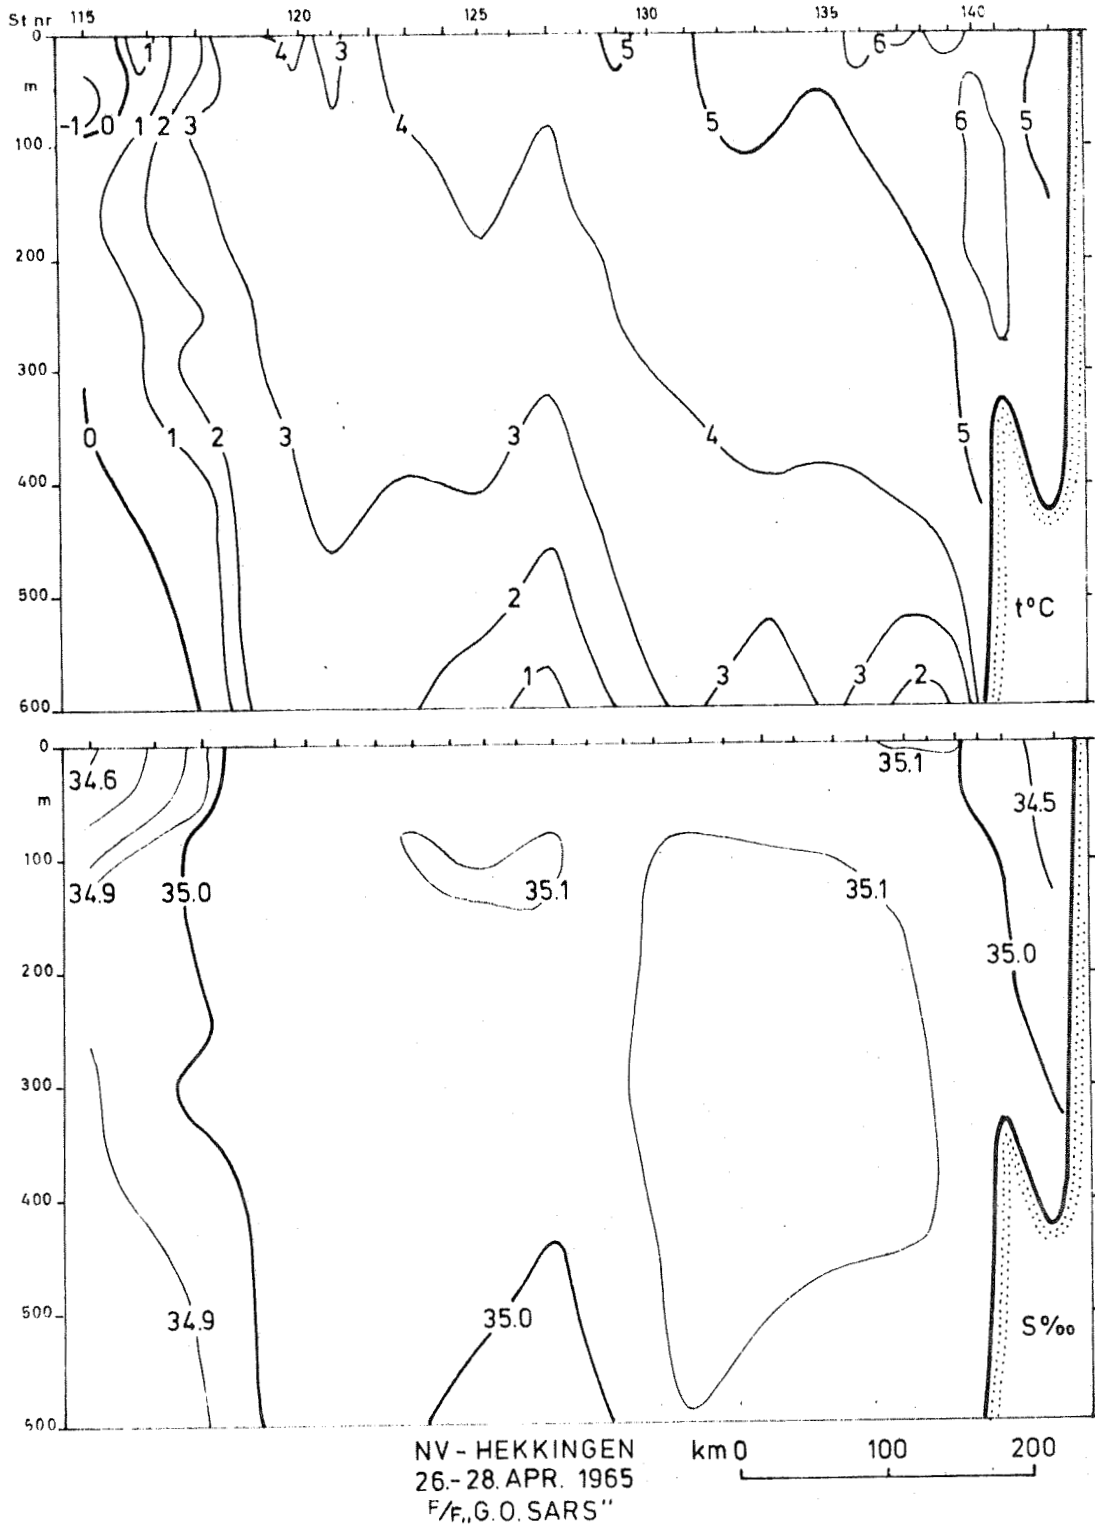 St nr 115 120 125 130 135 140
0 1 4 3 5 6
m
-1 0 1 2 3 4 5 6 5
100
200
300
0 1 2 3 3 4 5
400
500 2 t°C
1 3 3 2
600
0 35.1
34.6
m 34.5
100
34.9 35.0 35.1 35.1
35.0
200
300
400
500 34.9 35.0 S‰
600
NV - HEKKINGEN km 0 100 200
26.-28. APR. 1965
F/F „G.O. SARS"